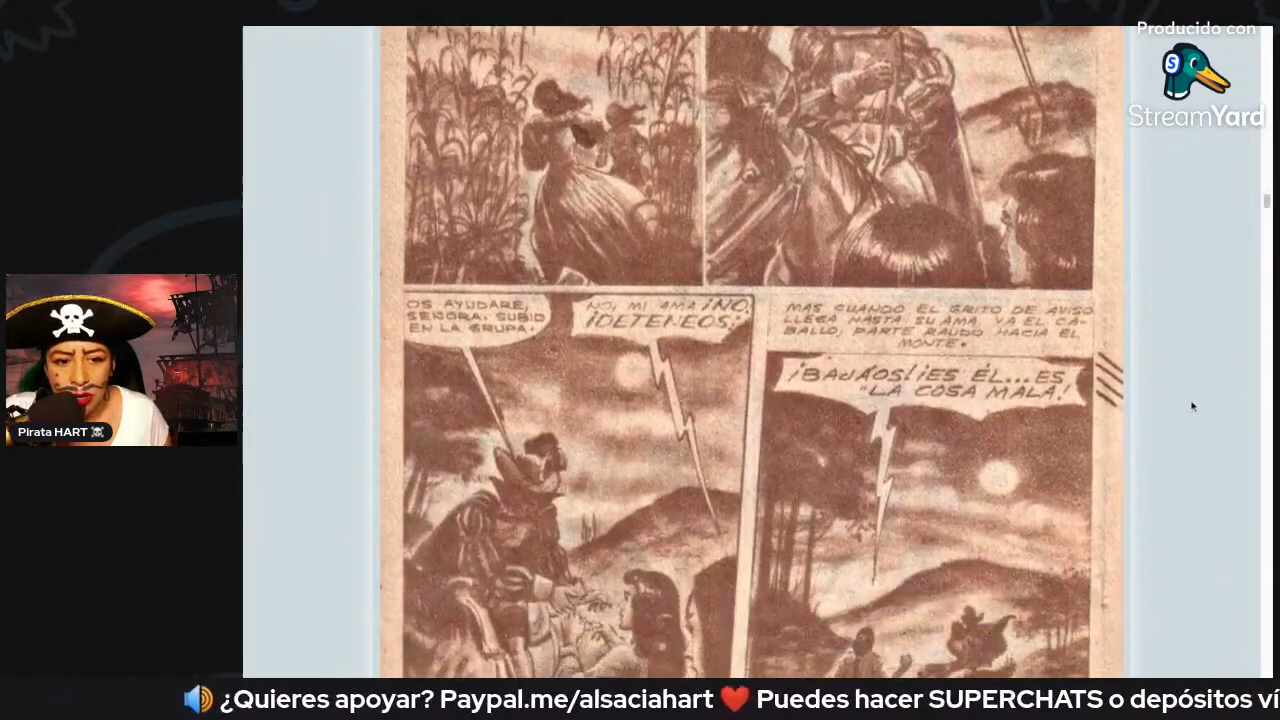 Producido con
S
StreamYard
OS AYUDARÉ,
SEÑORA. SUBID
EN LA GRUPA.
NO, MI AMA ¡NO!
¡DETENEOS!
MAS CUANDO EL GRITO DE AVISO
LLEGA HASTA SU AMA, YA EL CA-
BALLO, PARTE RAUDO HACIA EL
MONTE.
¡BAJAOS! ¡ES ÉL... ES
"LA COSA MALA!
Pirata HART ☠️
🔊 ¿Quieres apoyar? Paypal.me/alsaciahart ❤️ Puedes hacer SUPERCHATS o depósitos ví